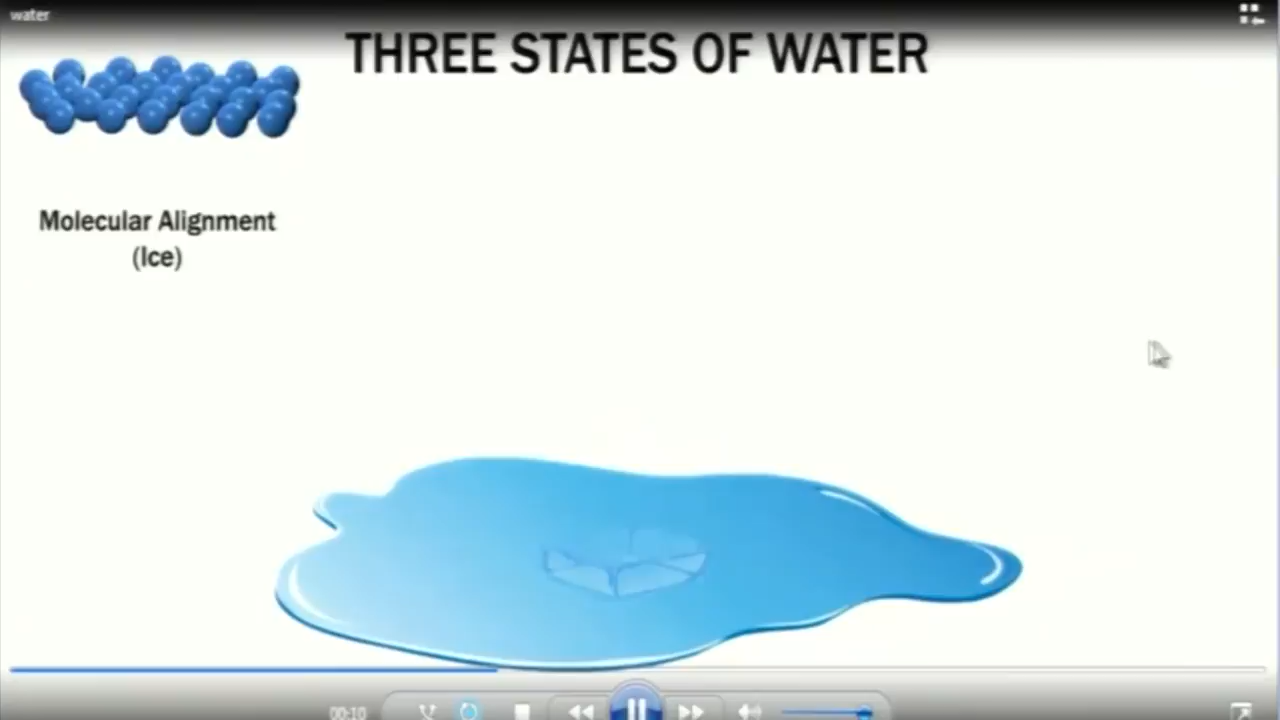 water
THREE STATES OF WATER
Molecular Alignment
(Ice)
00:10